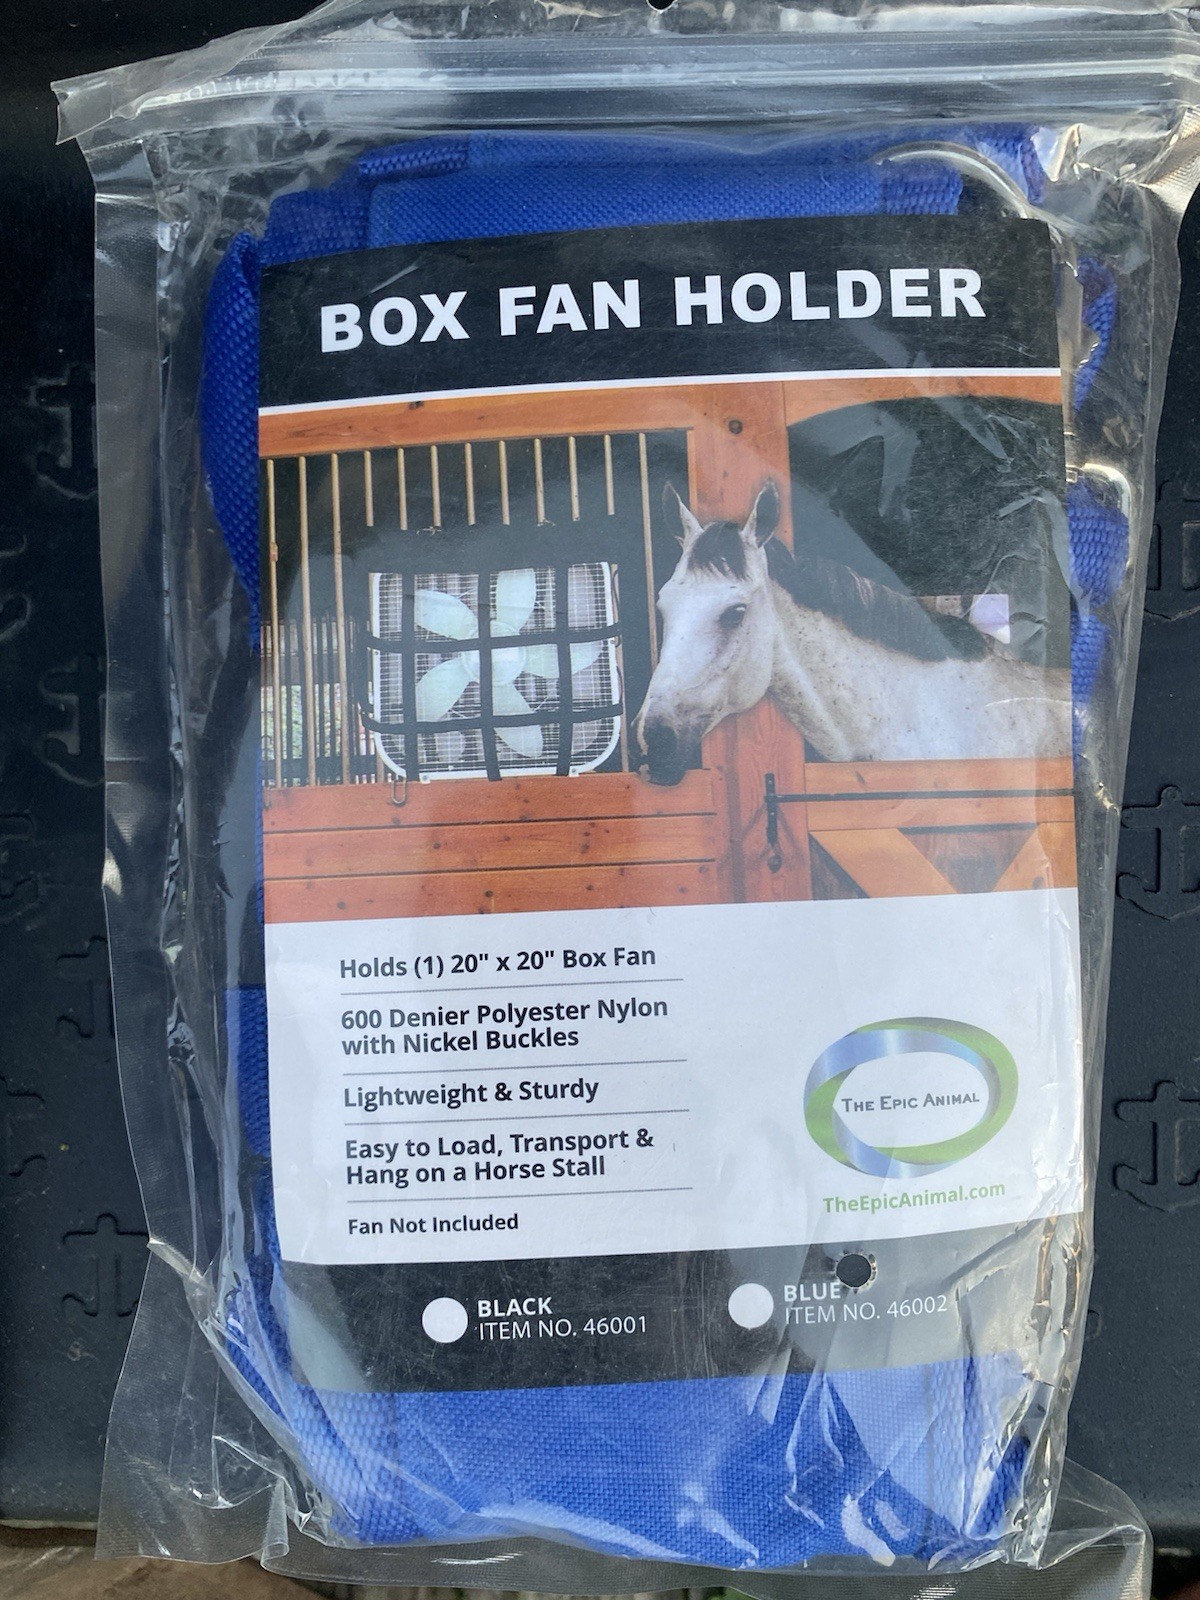 BOX FAN HOLDER
Holds (1) 20" x 20" Box Fan
600 Denier Polyester Nylon
with Nickel Buckles
Lightweight & Sturdy
Easy to Load, Transport &
Hang on a Horse Stall
Fan Not Included
THE EPIC ANIMAL
TheEpicAnimal.com
BLACK
ITEM NO. 46001
BLUE
ITEM NO. 46002